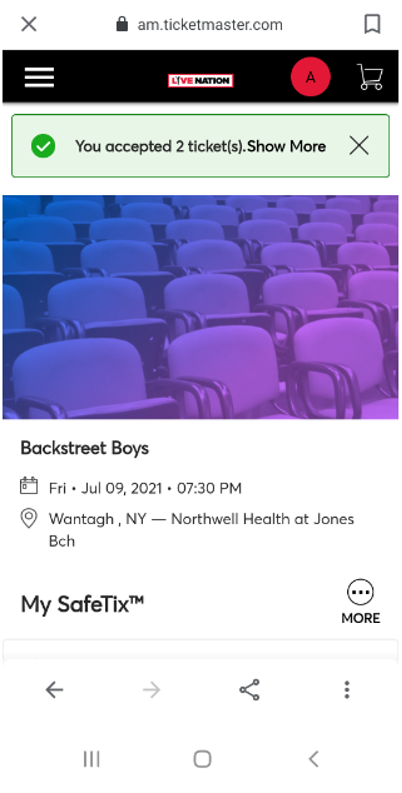 am.ticketmaster.com
LIVE NATION
A
You accepted 2 ticket(s).Show More
Backstreet Boys
Fri • Jul 09, 2021 • 07:30 PM
Wantagh , NY — Northwell Health at Jones
Bch
My SafeTix™
MORE